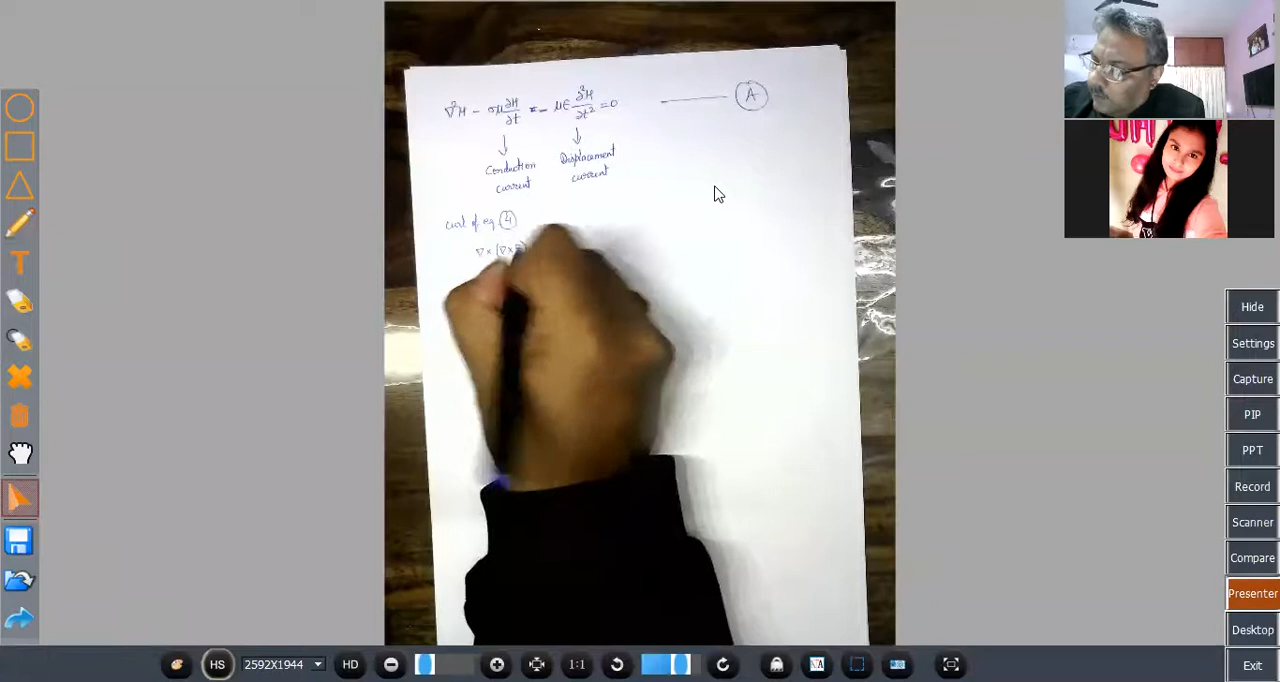 ∇²H - σμ ∂H/∂t = - με ∂²H/∂t² = 0 ——— (A)
↓ ↓
Conduction current
Displacement current
curl of eq. (4)
∇×(∇×E)
Hide
Settings
Capture
PIP
PPT
Record
Scanner
Compare
Presenter
Desktop
Exit
T
HS
2592X1944
HD
1:1